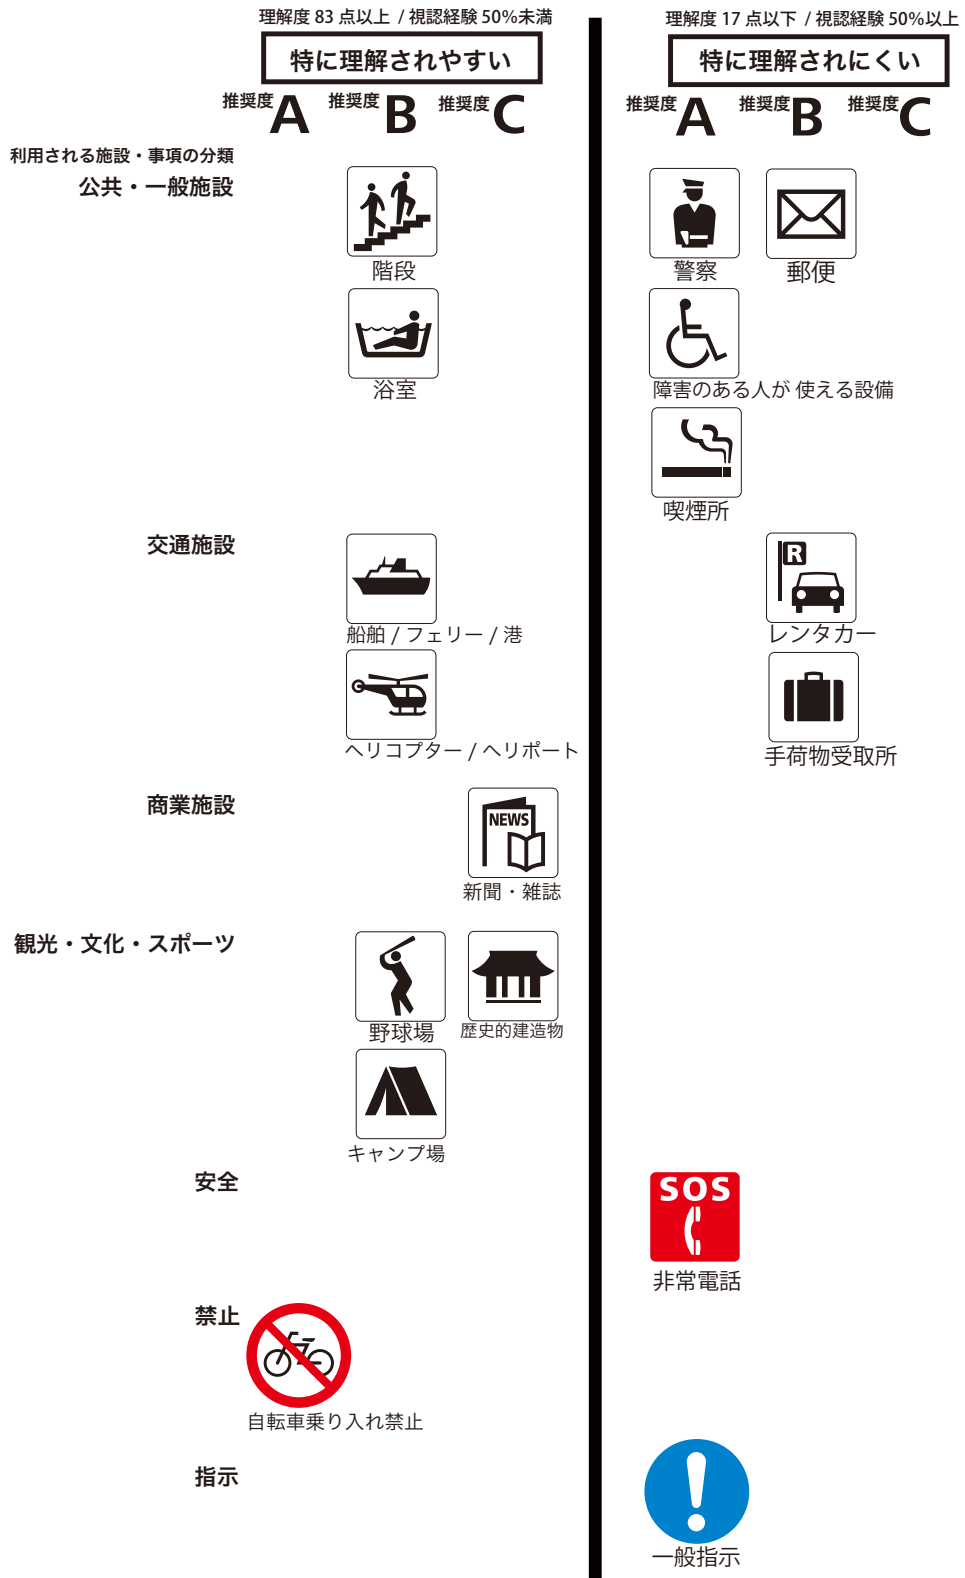 理解度 83 点以上 / 視認経験 50%未満
特に理解されやすい
推奨度 A 推奨度 B 推奨度 C
理解度 17 点以下 / 視認経験 50%以上
特に理解されにくい
推奨度 A 推奨度 B 推奨度 C
利用される施設・事項の分類
公共・一般施設
階段
警察
郵便
浴室
障害のある人が 使える設備
喫煙所
交通施設
船舶 / フェリー / 港
R
レンタカー
ヘリコプター / ヘリポート
手荷物受取所
商業施設
NEWS
新聞・雑誌
観光・文化・スポーツ
野球場
歴史的建造物
キャンプ場
安全
SOS
非常電話
禁止
自転車乗り入れ禁止
指示
一般指示